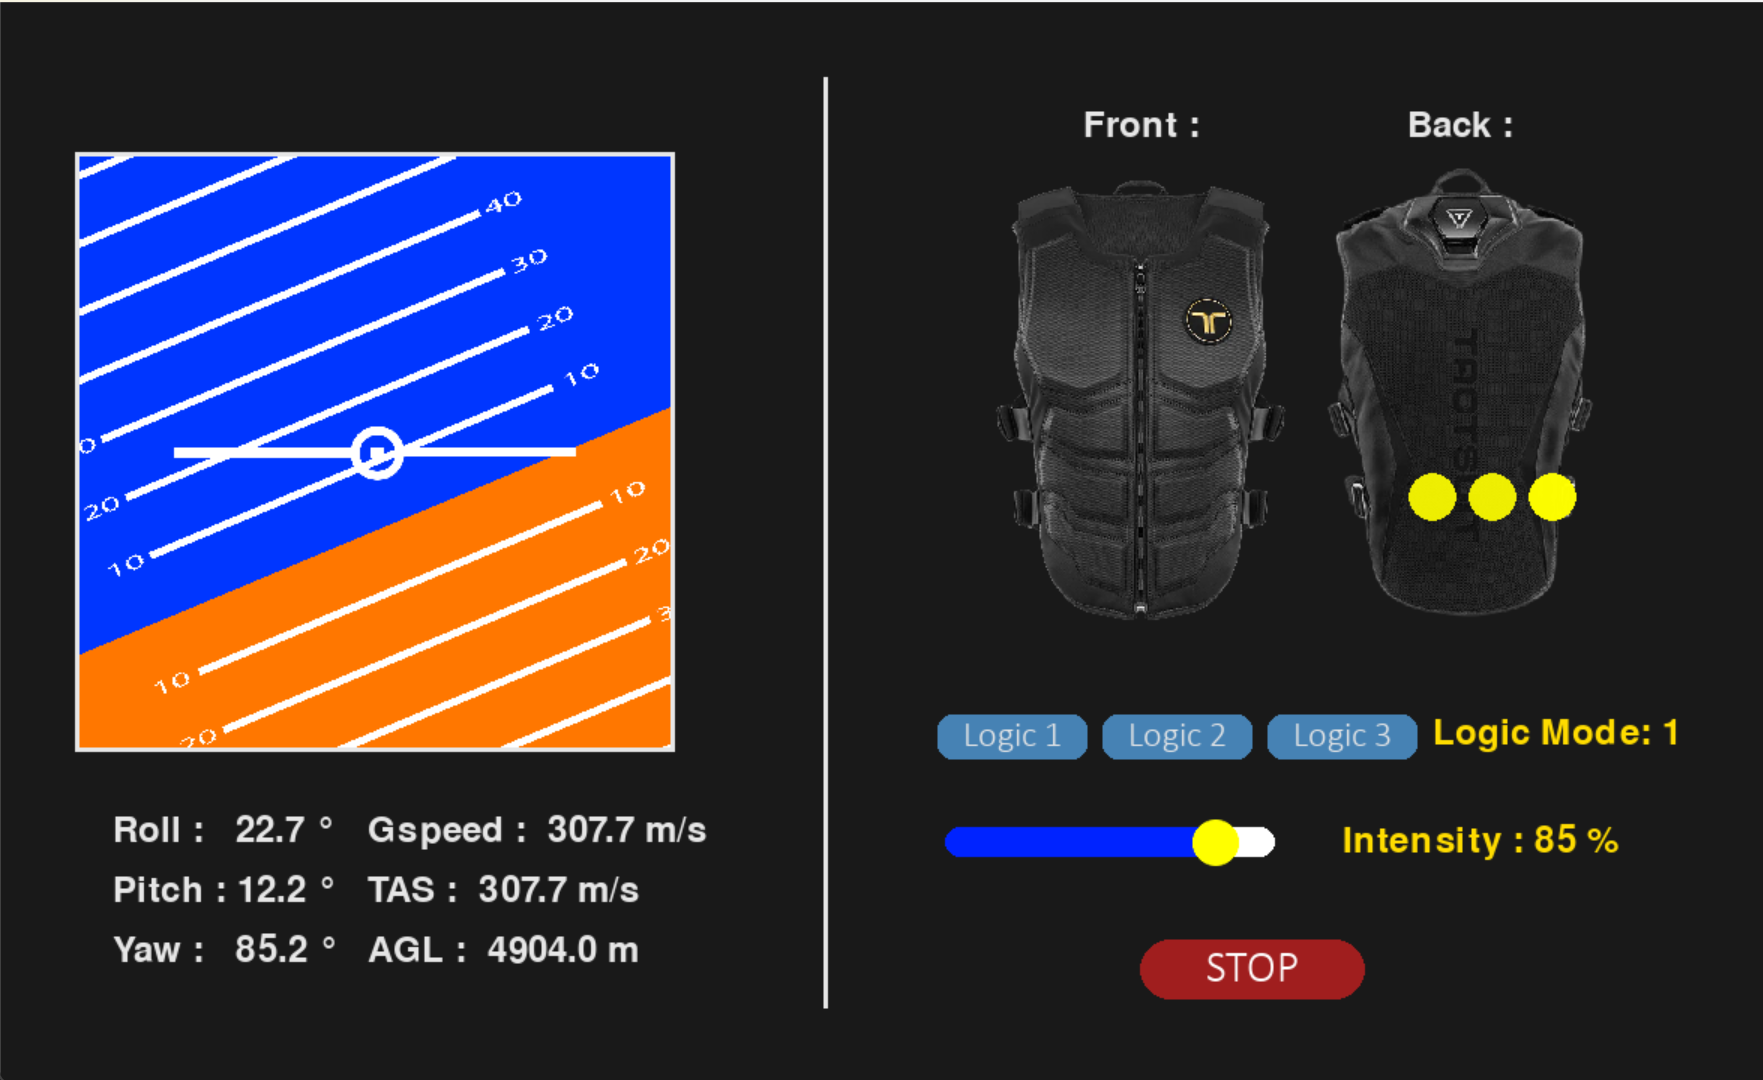 40
30
20
10
0
20
10
10
20
3
10
20
Roll : 22.7 ° Gspeed : 307.7 m/s
Pitch : 12.2 ° TAS : 307.7 m/s
Yaw : 85.2 ° AGL : 4904.0 m
Front : Back :
Logic 1 Logic 2 Logic 3 Logic Mode: 1
Intensity : 85 %
STOP